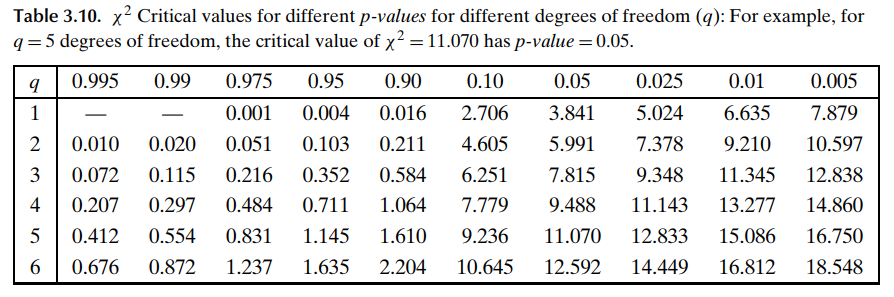 Table 3.10. χ² Critical values for different p-values for different degrees of freedom (q): For example, for
q = 5 degrees of freedom, the critical value of χ² = 11.070 has p-value = 0.05.
q 0.995 0.99 0.975 0.95 0.90 0.10 0.05 0.025 0.01 0.005
1 — — 0.001 0.004 0.016 2.706 3.841 5.024 6.635 7.879
2 0.010 0.020 0.051 0.103 0.211 4.605 5.991 7.378 9.210 10.597
3 0.072 0.115 0.216 0.352 0.584 6.251 7.815 9.348 11.345 12.838
4 0.207 0.297 0.484 0.711 1.064 7.779 9.488 11.143 13.277 14.860
5 0.412 0.554 0.831 1.145 1.610 9.236 11.070 12.833 15.086 16.750
6 0.676 0.872 1.237 1.635 2.204 10.645 12.592 14.449 16.812 18.548